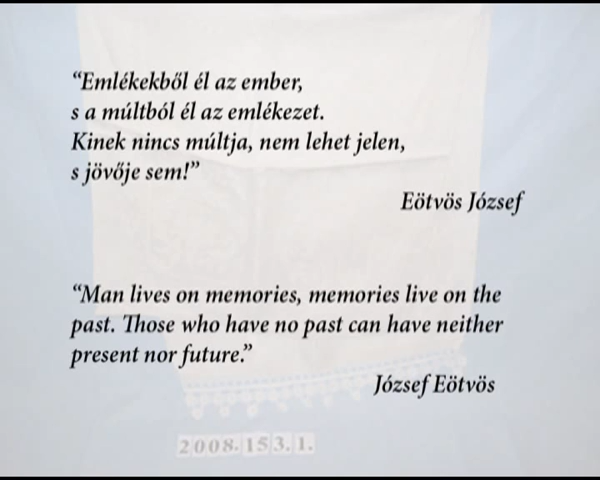 “Emlékekből él az ember,
s a múltból él az emlékezet.
Kinek nincs múltja, nem lehet jelen,
s jövője sem!”
Eötvös József
“Man lives on memories, memories live on the
past. Those who have no past can have neither
present nor future.”
József Eötvös
2008.153.1.